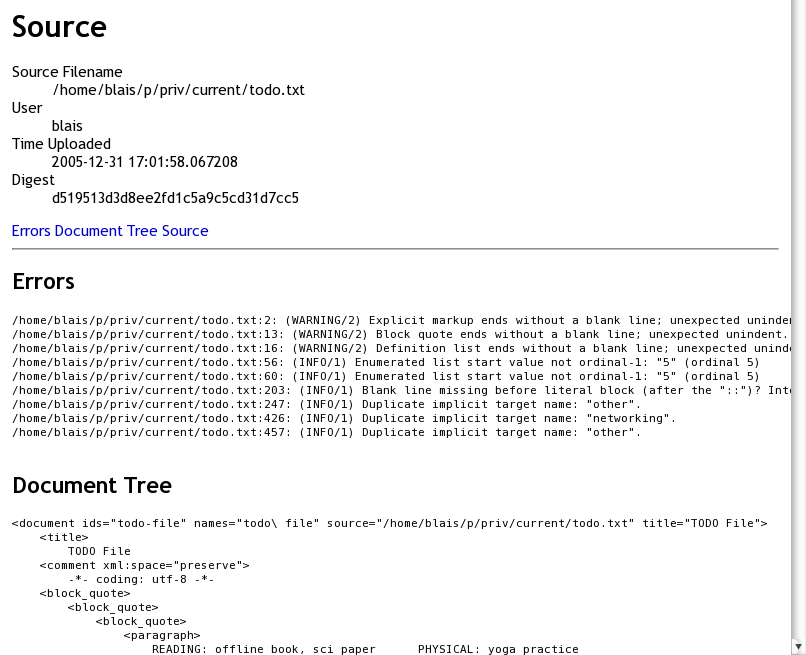 Source
Source Filename
/home/blais/p/priv/current/todo.txt
User
blais
Time Uploaded
2005-12-31 17:01:58.067208
Digest
d519513d3d8ee2fd1c5a9c5cd31d7cc5
Errors Document Tree Source
Errors
/home/blais/p/priv/current/todo.txt:2: (WARNING/2) Explicit markup ends without a blank line; unexpected
/home/blais/p/priv/current/todo.txt:13: (WARNING/2) Block quote ends without a blank line; unexpected unindent.
/home/blais/p/priv/current/todo.txt:16: (WARNING/2) Definition list ends without a blank line; unexpected
/home/blais/p/priv/current/todo.txt:56: (INFO/1) Enumerated list start value not ordinal-1: "5" (ordinal 5)
/home/blais/p/priv/current/todo.txt:60: (INFO/1) Enumerated list start value not ordinal-1: "5" (ordinal 5)
/home/blais/p/priv/current/todo.txt:203: (INFO/1) Blank line missing before literal block (after the "::")?
/home/blais/p/priv/current/todo.txt:247: (INFO/1) Duplicate implicit target name: "other".
/home/blais/p/priv/current/todo.txt:426: (INFO/1) Duplicate implicit target name: "networking".
/home/blais/p/priv/current/todo.txt:457: (INFO/1) Duplicate implicit target name: "other".
Document Tree
<document ids="todo-file" names="todo\ file" source="/home/blais/p/priv/current/todo.txt" title="TODO File">
<title>
TODO File
<comment xml:space="preserve">
-*- coding: utf-8 -*-
<block_quote>
<block_quote>
<block_quote>
<paragraph>
READING: offline book, sci paper PHYSICAL: yoga practice